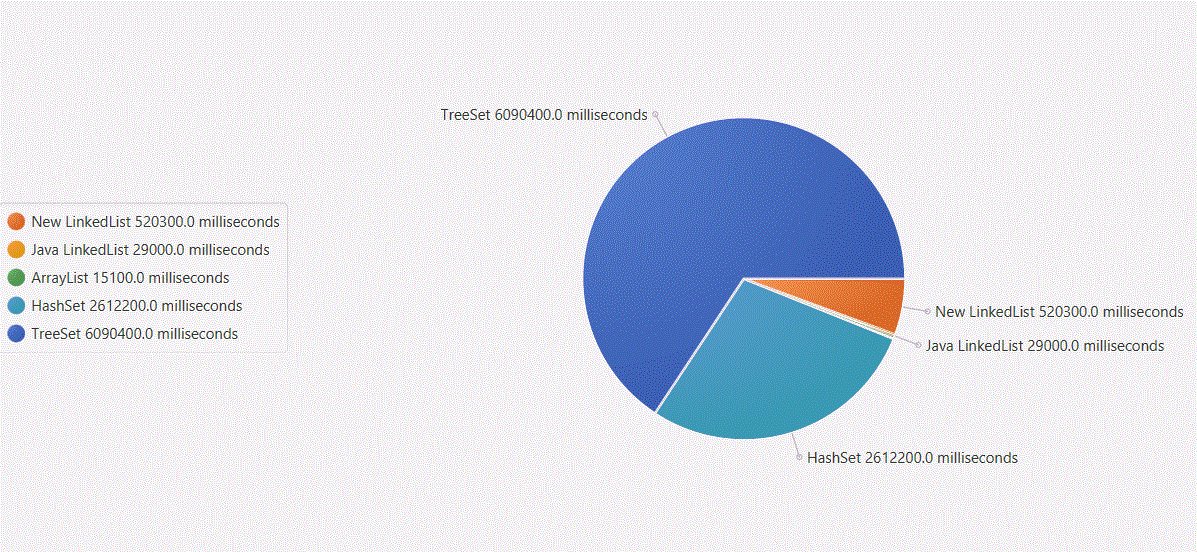 TreeSet 6090400.0 milliseconds
New LinkedList 520300.0 milliseconds
Java LinkedList 29000.0 milliseconds
ArrayList 15100.0 milliseconds
HashSet 2612200.0 milliseconds
TreeSet 6090400.0 milliseconds
New LinkedList 520300.0 milliseconds
Java LinkedList 29000.0 milliseconds
HashSet 2612200.0 milliseconds